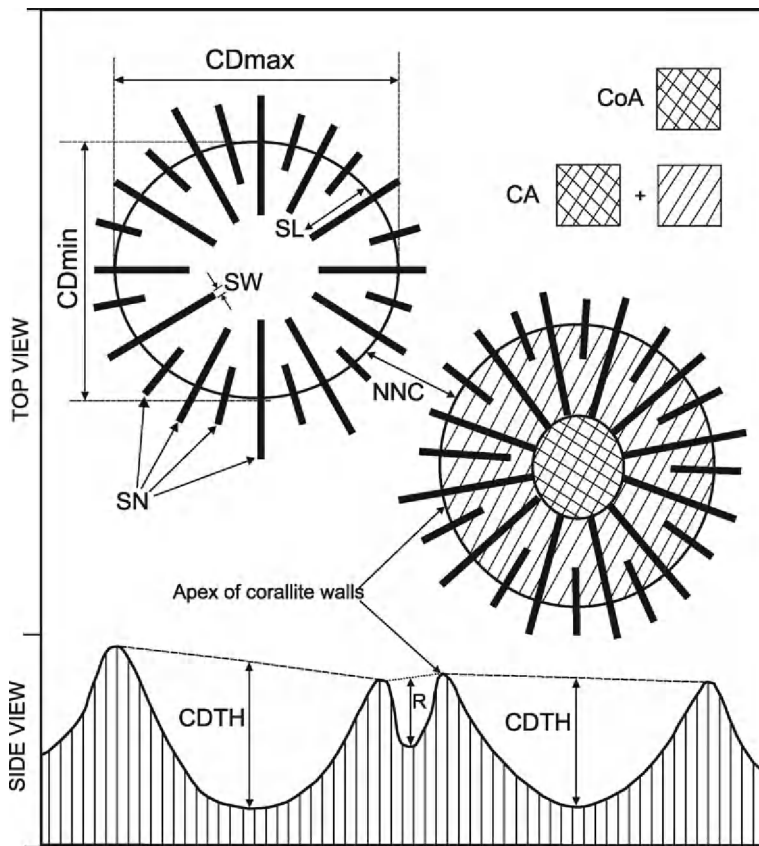 CDmax
CoA
CA
+
SL
CDmin
SW
NNC
SN
TOP VIEW
Apex of corallite walls
SIDE VIEW
CDTH
R
CDTH